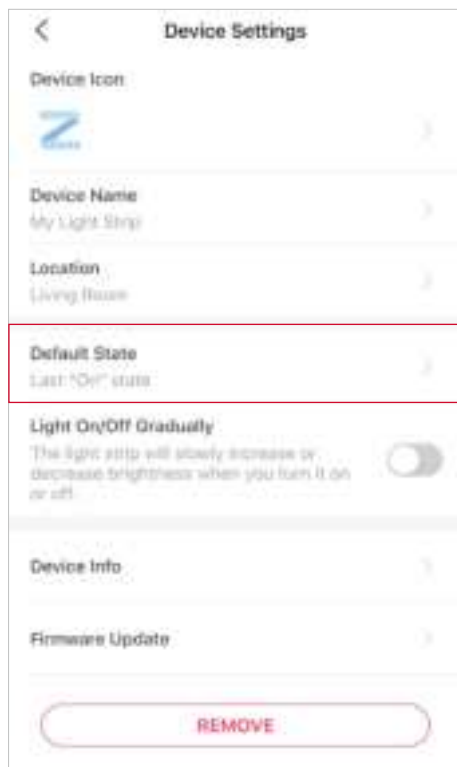 Device Settings
Device Icon
Device Name
My Light Strip
Location
Living Room
Default State
Last "On" state
Light On/Off Gradually
The light strip will slowly increase or
decrease brightness when you turn it on
or off.
Device Info
Firmware Update
REMOVE